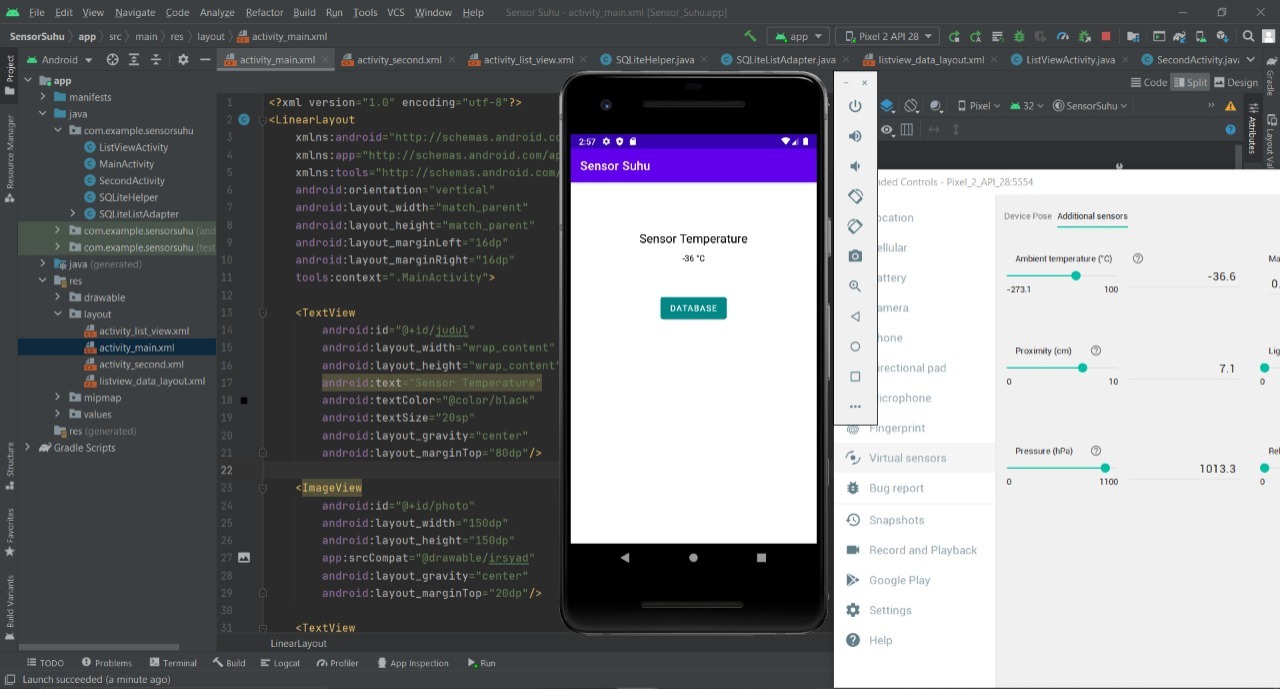 File Edit View Navigate Code Analyze Refactor Build Run Tools VCS Window Help Sensor Suhu - activity_main.xml [Sensor_Suhu.app]
SensorSuhu app src main res layout activity_main.xml app Pixel 2 API 28
Android activity_main.xml activity_second.xml activity_list_view.xml SQLiteHelper.java SQLiteListAdapter.java listview_data_layout.xml ListViewActivity.java SecondActivity.java
Code Split Design
Pixel 32 SensorSuhu
Project
Resource Manager
Structure
Favorites
Build Variants
Gradle
Attributes
app
manifests
java
com.example.sensorsuhu
ListViewActivity
MainActivity
SecondActivity
SQLiteHelper
SQLiteListAdapter
com.example.sensorsuhu (and
com.example.sensorsuhu (test
java (generated)
res
drawable
layout
activity_list_view.xml
activity_main.xml
activity_second.xml
listview_data_layout.xml
mipmap
values
res (generated)
Gradle Scripts
1 <?xml version="1.0" encoding="utf-8"?>
2 <LinearLayout
3 xmlns:android="http://schemas.android.co
4 xmlns:app="http://schemas.android.com/ap
5 xmlns:tools="http://schemas.android.com/
6 android:orientation="vertical"
7 android:layout_width="match_parent"
8 android:layout_height="match_parent"
9 android:layout_marginLeft="16dp"
10 android:layout_marginRight="16dp"
11 tools:context=".MainActivity">
12
13 <TextView
14 android:id="@+id/judul"
15 android:layout_width="wrap_content"
16 android:layout_height="wrap_content"
17 android:text="Sensor Temperature"
18 android:textColor="@color/black"
19 android:textSize="20sp"
20 android:layout_gravity="center"
21 android:layout_marginTop="80dp"/>
22
23 <ImageView
24 android:id="@+id/photo"
25 android:layout_width="150dp"
26 android:layout_height="150dp"
27 app:srcCompat="@drawable/irsyad"
28 android:layout_gravity="center"
29 android:layout_marginTop="20dp"/>
30
31 <TextView
LinearLayout
2:57
Sensor Suhu
Sensor Temperature
-36 °C
DATABASE
nded Controls - Pixel_2_API_28:5554
ocation
ellular
attery
amera
hone
irectional pad
icrophone
Fingerprint
Virtual sensors
Bug report
Snapshots
Record and Playback
Google Play
Settings
Help
Device Pose Additional sensors
Ambient temperature (°C) Ma
-36.6 0.
-273.1 100
Proximity (cm) Lig
7.1
0 10 0
Pressure (hPa) Rel
1013.3
0 1100 0
TODO Problems Terminal Build Logcat Profiler App Inspection Run
Launch succeeded (a minute ago)